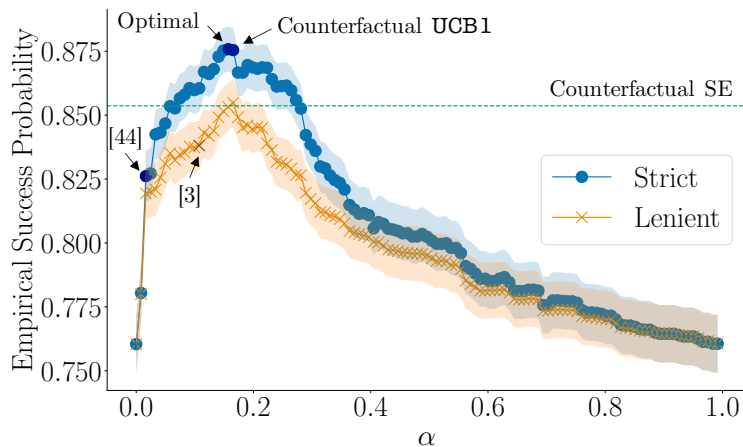 Optimal
Counterfactual UCB1
Counterfactual SE
[44]
[3]
Strict
Lenient
Empirical Success Probability
0.875
0.850
0.825
0.800
0.775
0.750
0.0 0.2 0.4 0.6 0.8 1.0
α